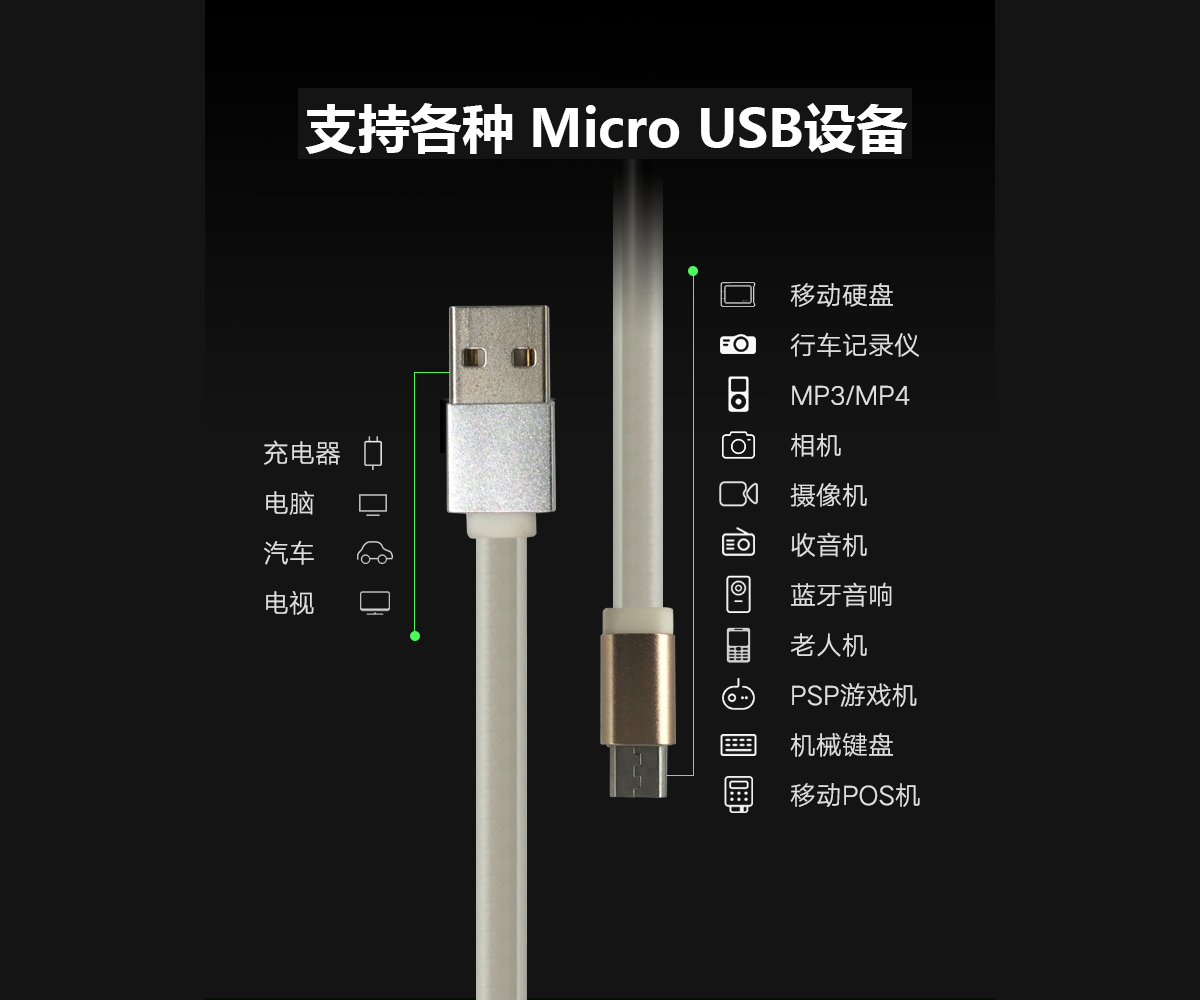 支持各种 Micro USB设备
充电器
电脑
汽车
电视
移动硬盘
行车记录仪
MP3/MP4
相机
摄像机
收音机
蓝牙音响
老人机
PSP游戏机
机械键盘
移动POS机